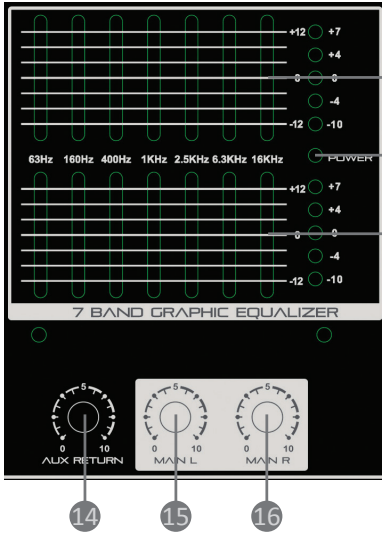 +12 +7
+4
0 0
-4
-12 -10
63Hz 160Hz 400Hz 1KHz 2.5KHz 6.3KHz 16KHz POWER
+12 +7
+4
0 0
-4
-12 -10
7 BAND GRAPHIC EQUALIZER
5 5 5
0 10 0 10 0 10
AUX RETURN MAIN L MAIN R
14 15 16